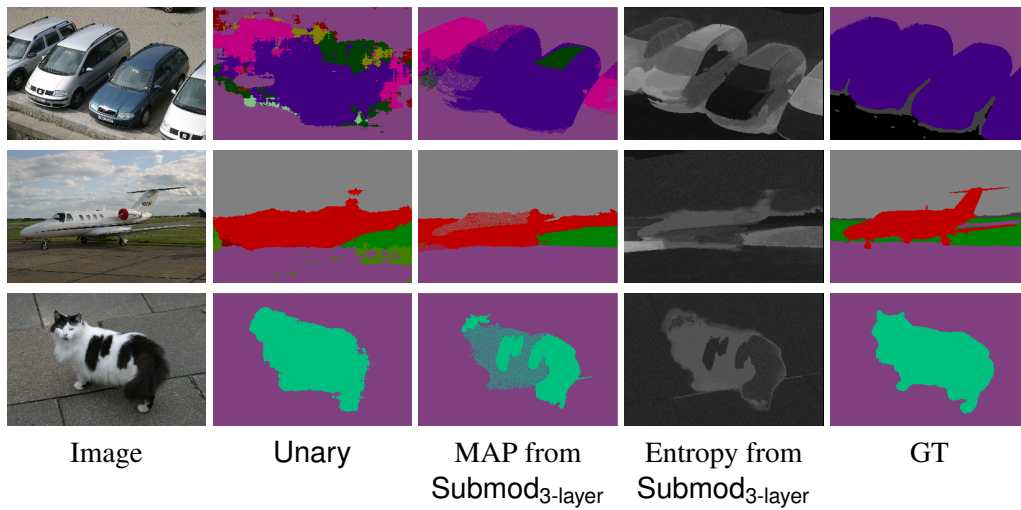 Image
Unary
MAP from
Submod3-layer
Entropy from
Submod3-layer
GT